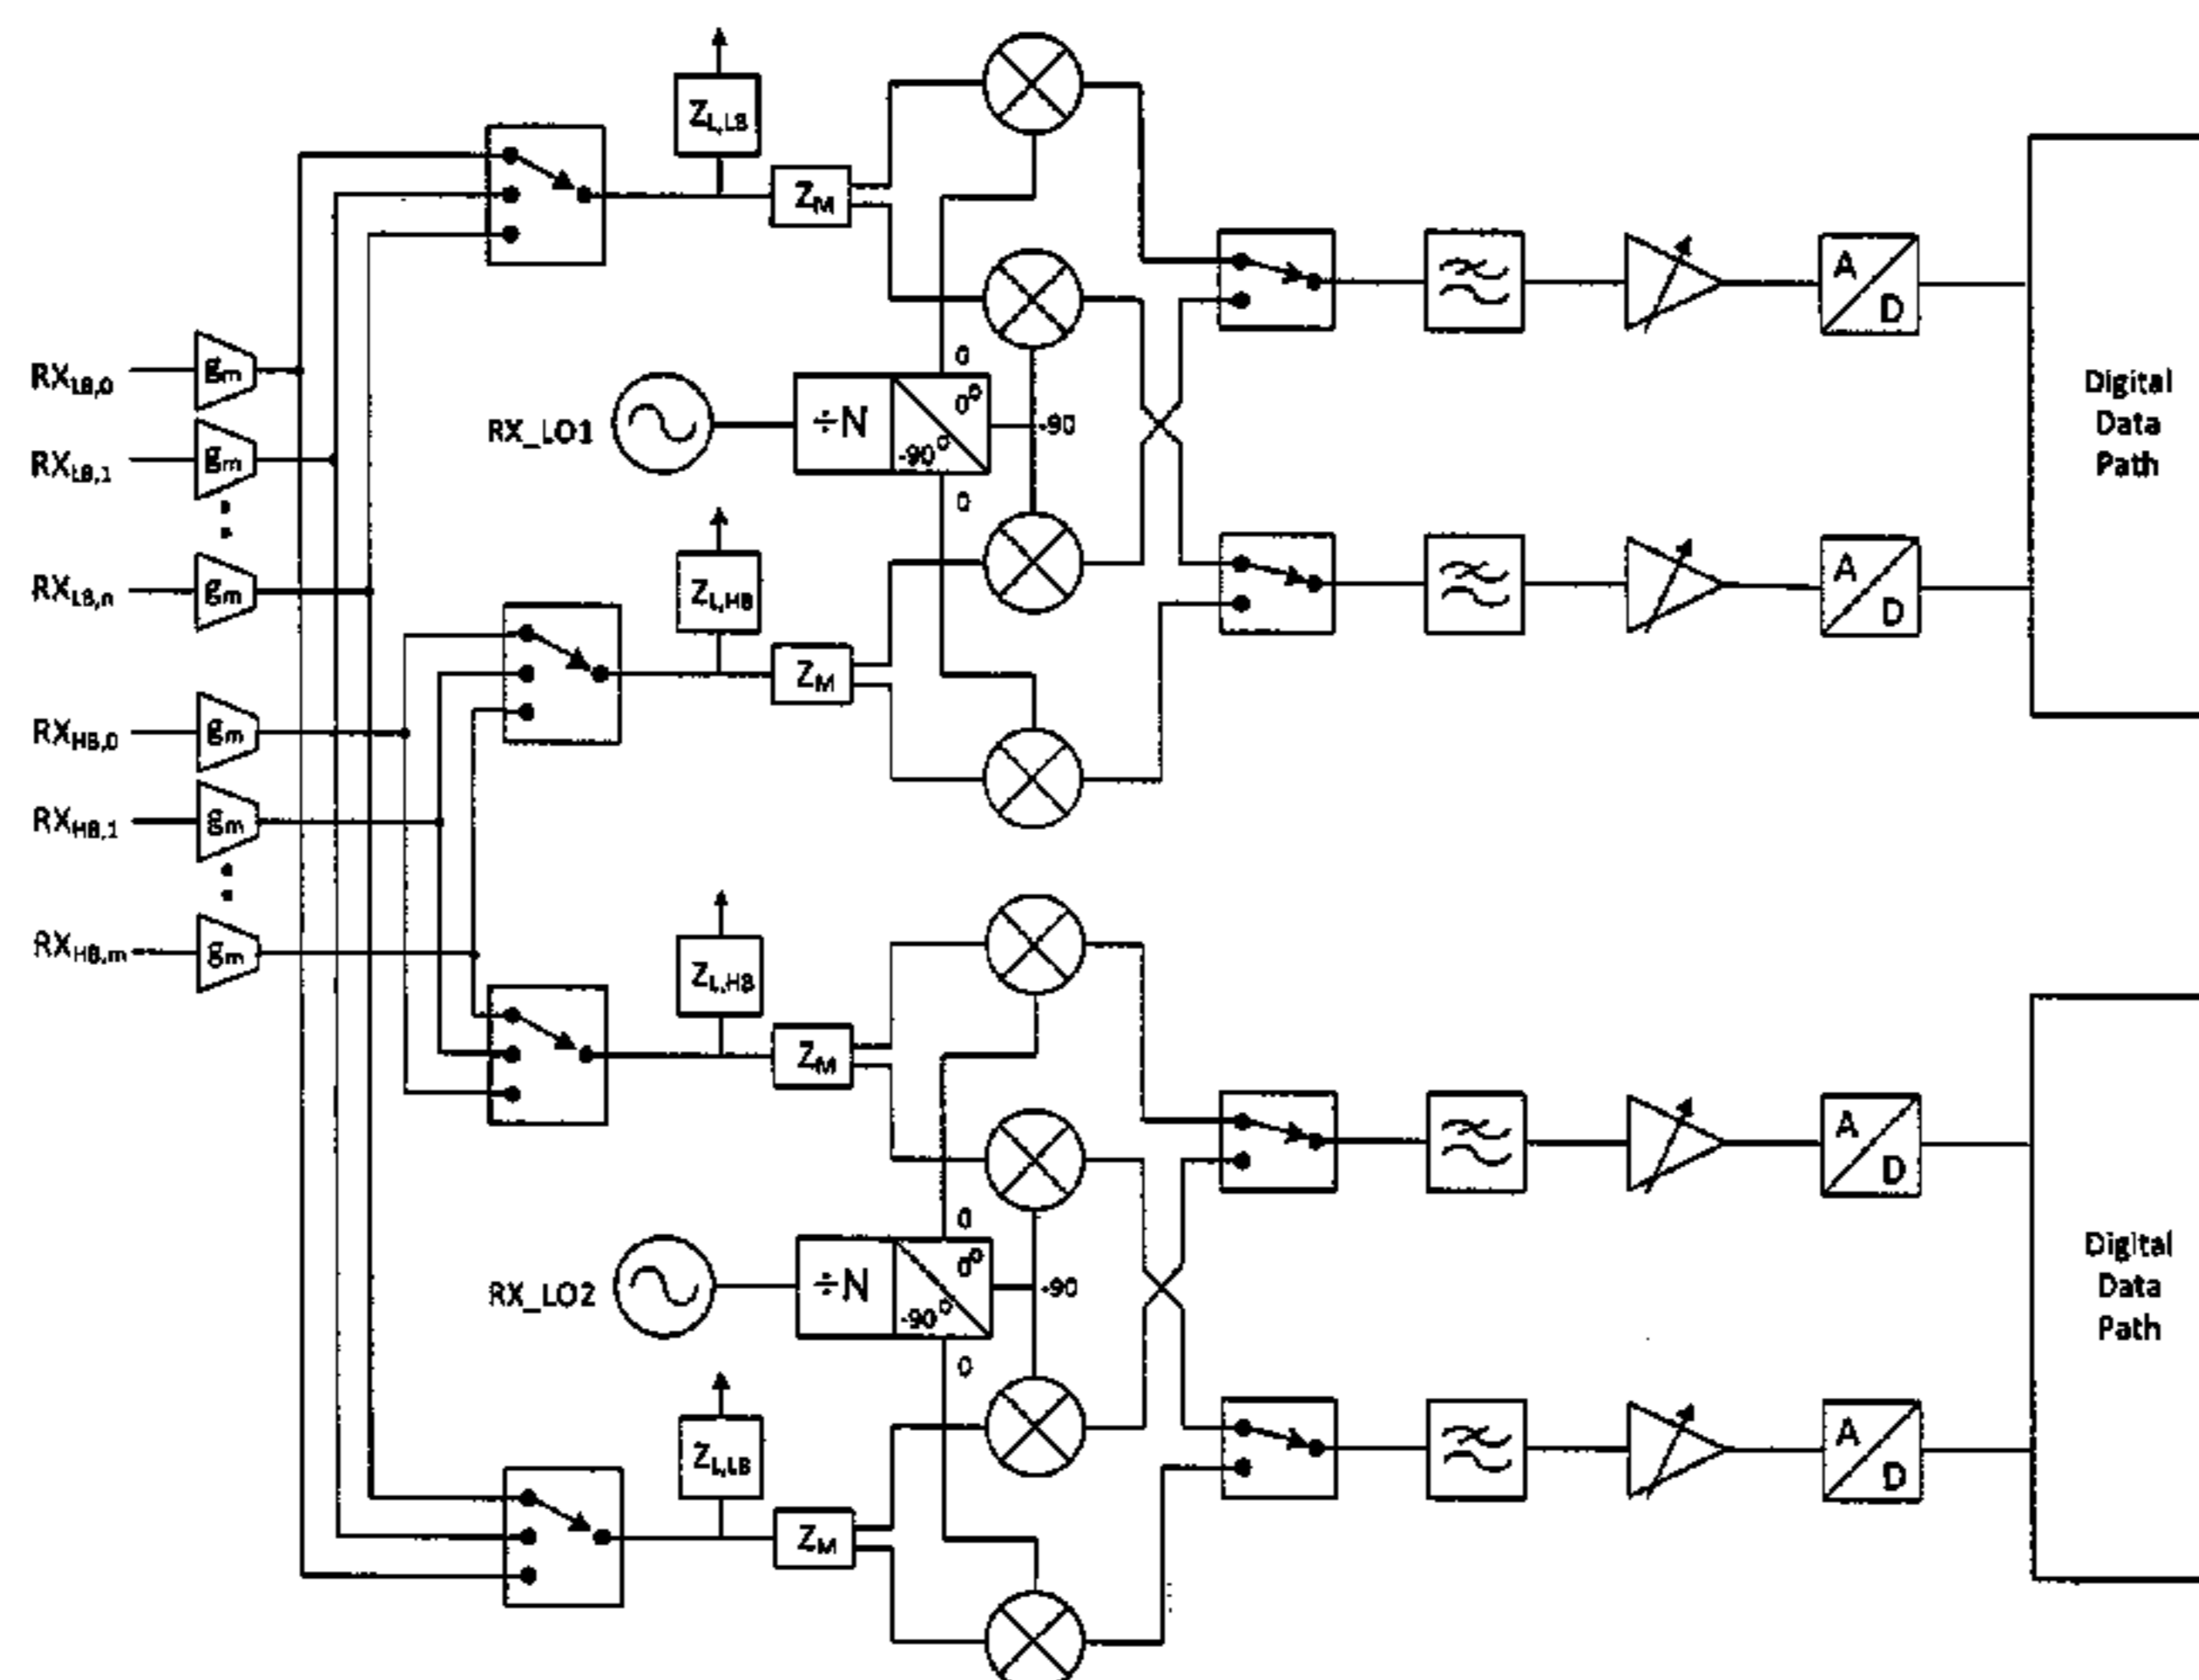 Z_L,LB
Z_M
RX_LB,0
g_m
RX_LB,1
g_m
RX_LB,n
g_m
RX_LO1
÷N
0°
-90°
0
-90
0
Z_L,HB
Z_M
RX_HB,0
g_m
RX_HB,1
g_m
RX_HB,m
g_m
A
D
A
D
Digital
Data
Path
Z_L,HB
Z_M
RX_LO2
÷N
0°
-90°
0
-90
0
Z_L,LB
Z_M
A
D
A
D
Digital
Data
Path